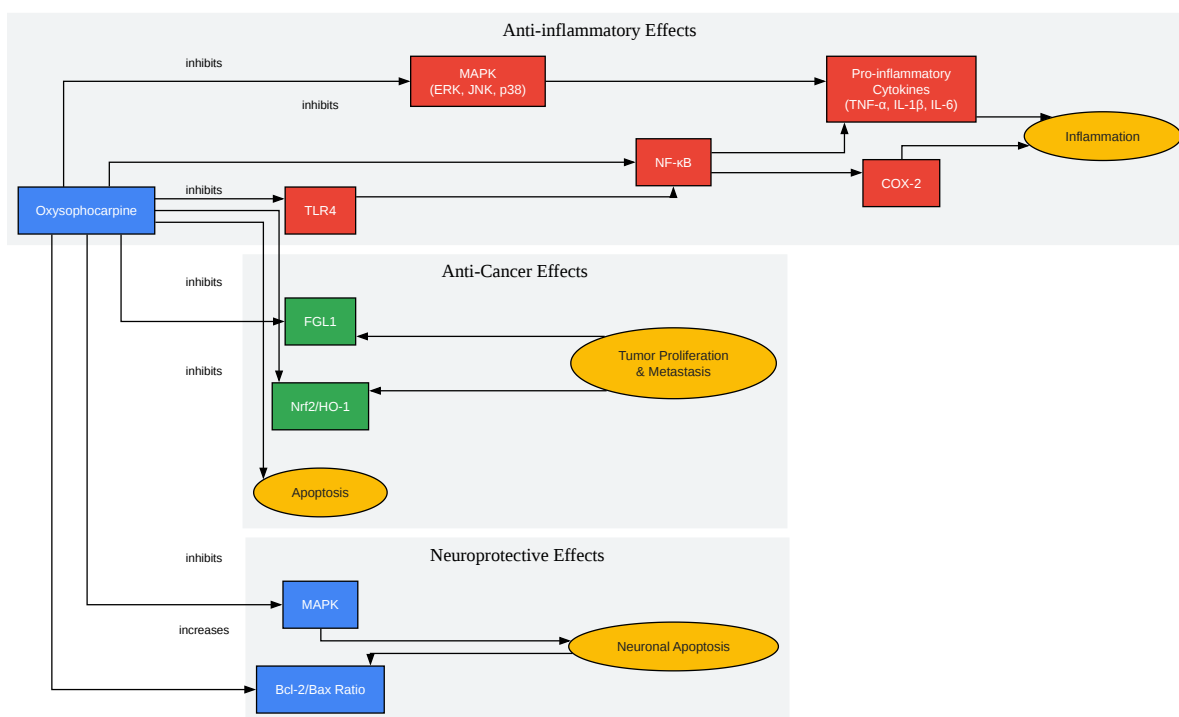 Anti-inflammatory Effects
inhibits
MAPK
(ERK, JNK, p38)
Pro-inflammatory
Cytokines
(TNF-α, IL-1β, IL-6)
inhibits
Inflammation
NF-κB
COX-2
inhibits
Oxysophocarpine
TLR4
Anti-Cancer Effects
inhibits
FGL1
Tumor Proliferation
& Metastasis
inhibits
Nrf2/HO-1
Apoptosis
Neuroprotective Effects
inhibits
MAPK
increases
Neuronal Apoptosis
Bcl-2/Bax Ratio